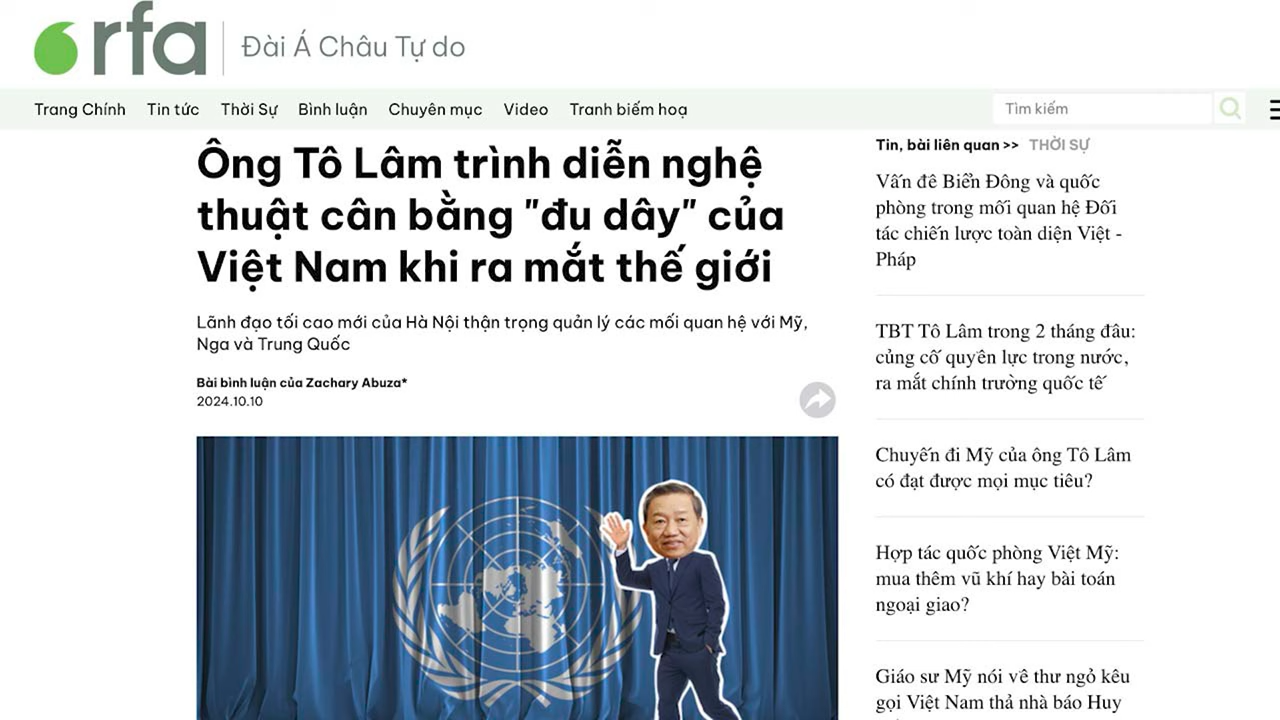 rfa
Đài Á Châu Tự do
Trang Chính Tin tức Thời Sự Bình luận Chuyên mục Video Tranh biếm hoạ
Tìm kiếm
Ông Tô Lâm trình diễn nghệ
thuật cân bằng "đu dây" của
Việt Nam khi ra mắt thế giới
Lãnh đạo tối cao mới của Hà Nội thận trọng quản lý các mối quan hệ với Mỹ,
Nga và Trung Quốc
Bài bình luận của Zachary Abuza*
2024.10.10
Tin, bài liên quan >> THỜI SỰ
Vấn đề Biển Đông và quốc
phòng trong mối quan hệ Đối
tác chiến lược toàn diện Việt -
Pháp
TBT Tô Lâm trong 2 tháng đầu:
củng cố quyền lực trong nước,
ra mắt chính trường quốc tế
Chuyến đi Mỹ của ông Tô Lâm
có đạt được mọi mục tiêu?
Hợp tác quốc phòng Việt Mỹ:
mua thêm vũ khí hay bài toán
ngoại giao?
Giáo sư Mỹ nói về thư ngỏ kêu
gọi Việt Nam thả nhà báo Huy